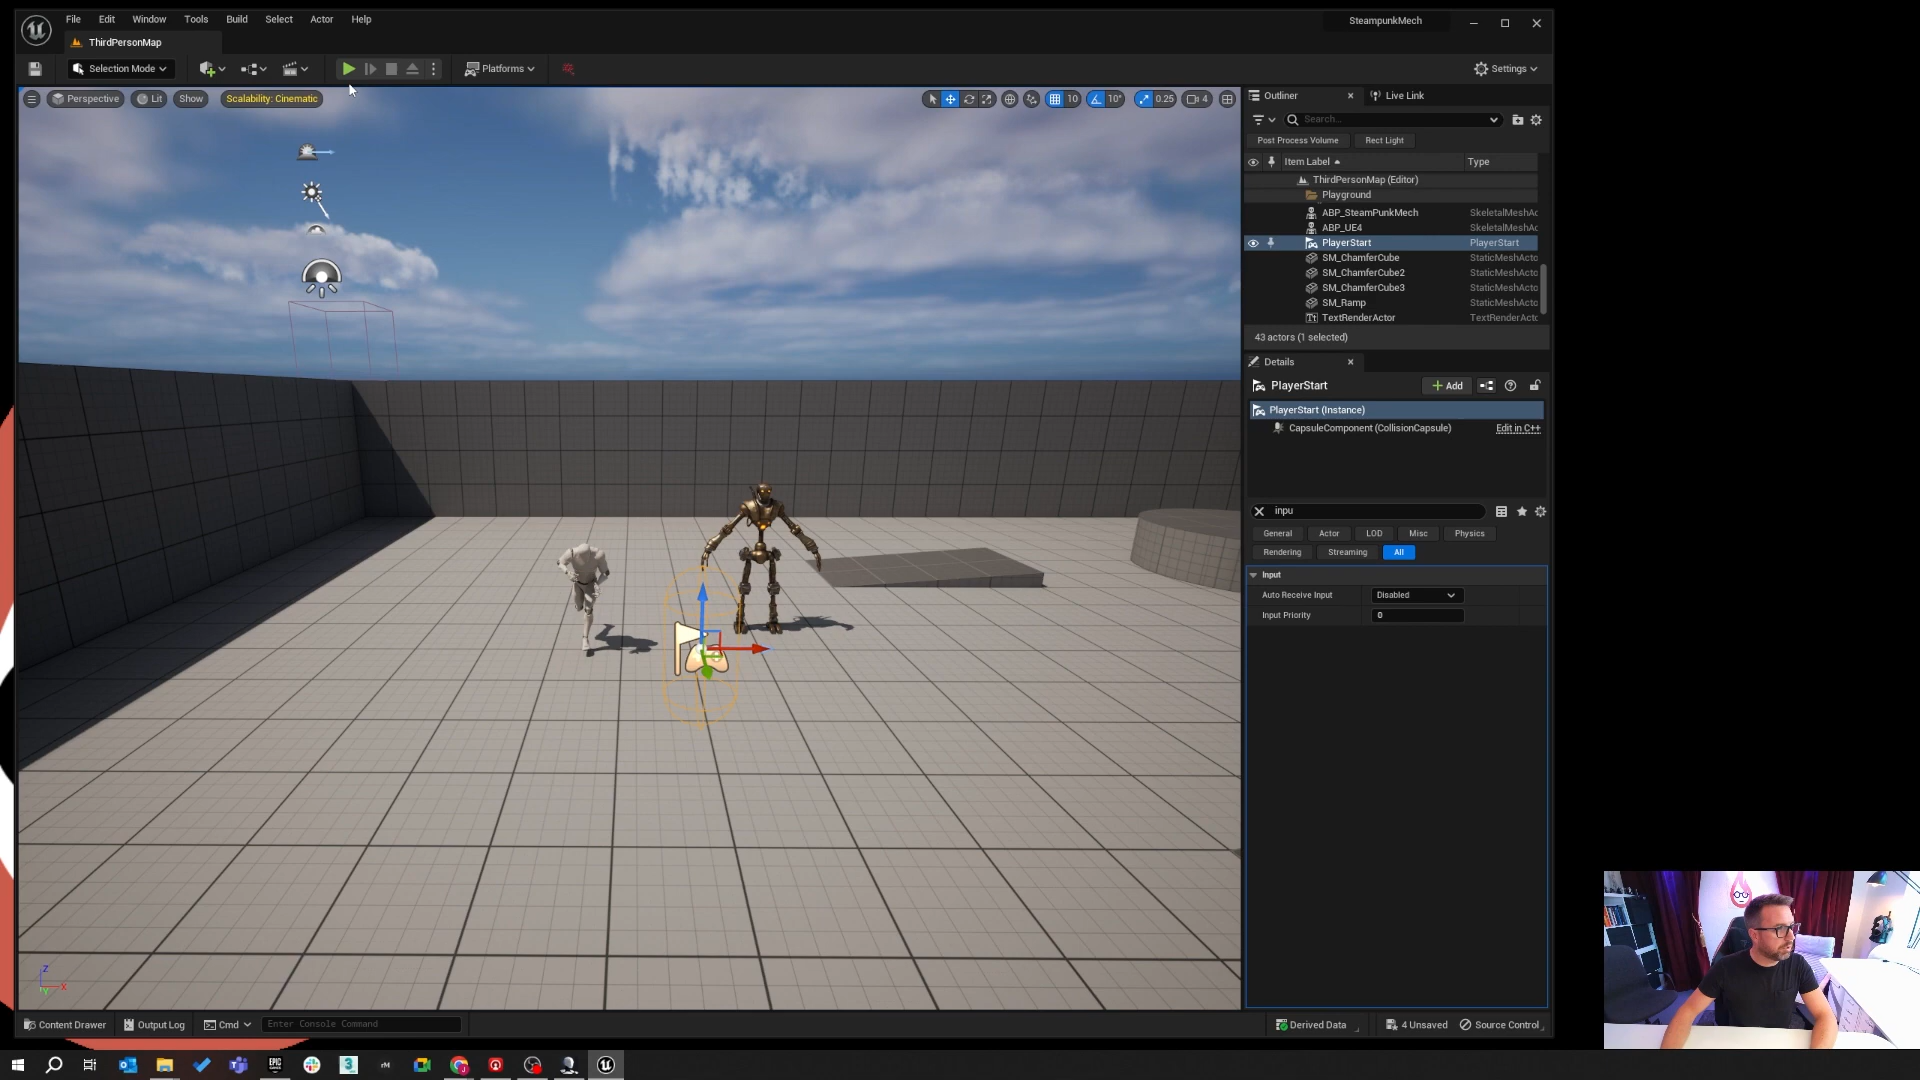 File Edit Window Tools Build Select Actor Help
SteampunkMech
ThirdPersonMap
Selection Mode
Platforms
Settings
Perspective Lit Show Scalability: Cinematic
10 10° 0.25 4
Outliner Live Link
Search...
Post Process Volume Rect Light
Item Label Type
ThirdPersonMap (Editor)
Playground
ABP_SteamPunkMech SkeletalMeshAc
ABP_UE4 SkeletalMeshAc
PlayerStart PlayerStart
SM_ChamferCube StaticMeshActo
SM_ChamferCube2 StaticMeshActo
SM_ChamferCube3 StaticMeshActo
SM_Ramp StaticMeshActo
TextRenderActor TextRenderActo
43 actors (1 selected)
Details
PlayerStart
Add
PlayerStart (Instance)
CapsuleComponent (CollisionCapsule) Edit in C++
inpu
General Actor LOD Misc Physics
Rendering Streaming All
Input
Auto Receive Input Disabled
Input Priority 0
Z
X
Y
Content Drawer Output Log Cmd Enter Console Command
Derived Data 4 Unsaved Source Control
EPIC GAMES
3
rM